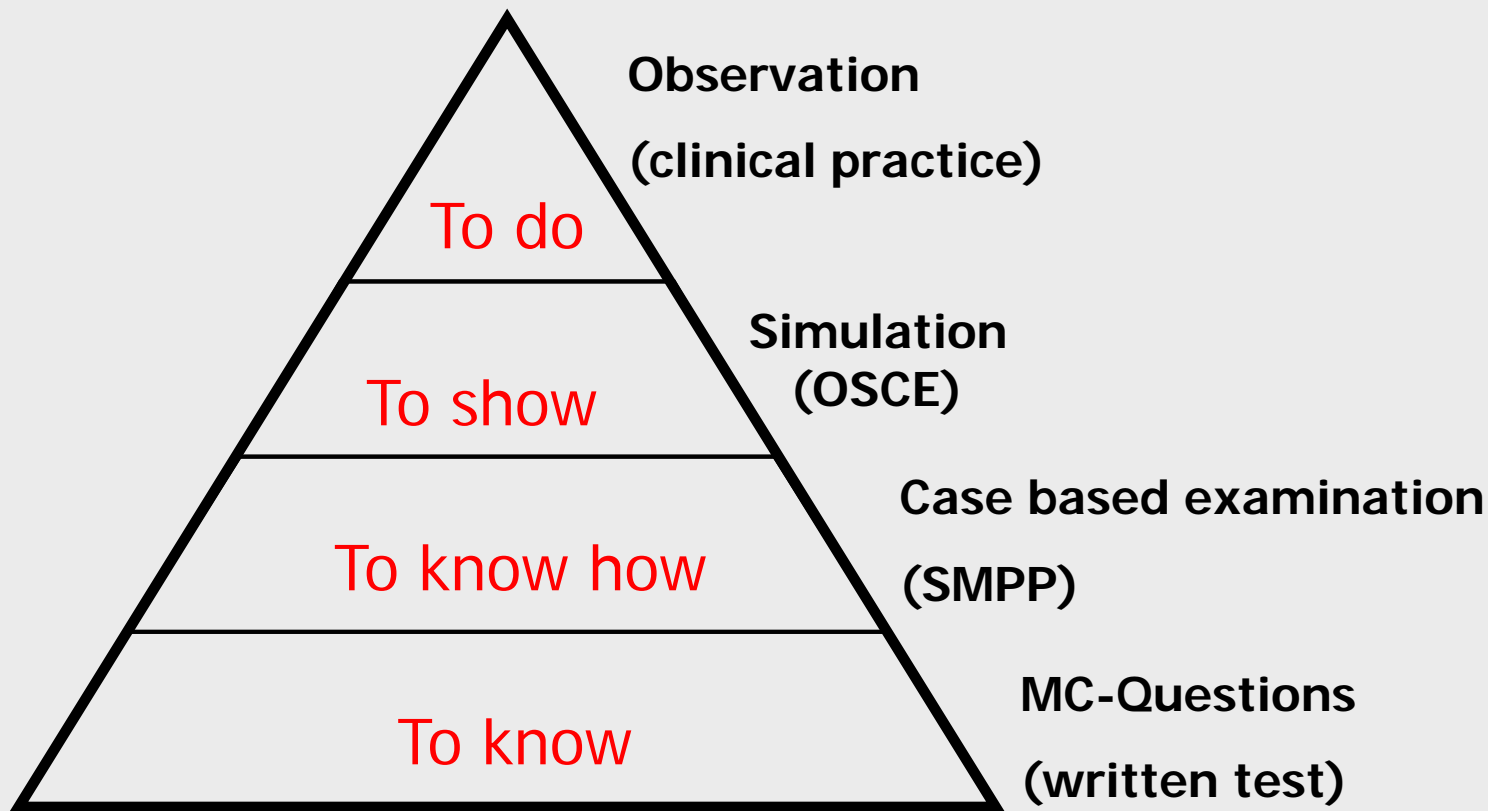 Observation
(clinical practice)
To do
Simulation
(OSCE)
To show
Case based examination
To know how
(SMPP)
MC-Questions
To know
(written test)